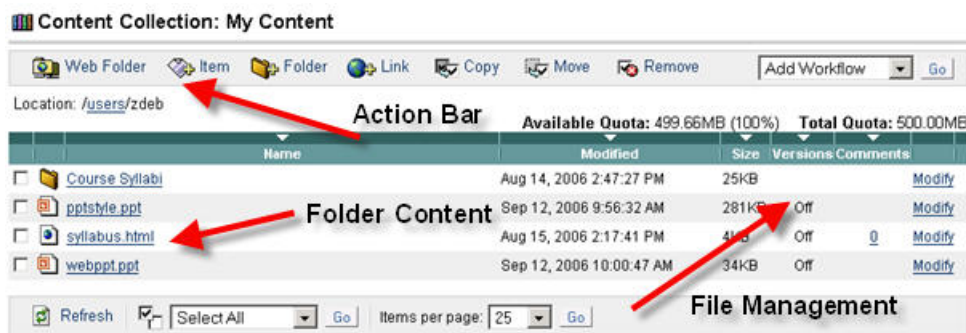 Content Collection: My Content
Web Folder Item Folder Link Copy Move Remove Add Workflow Go
Location: /users/zdeb
Action Bar
Available Quota: 499.66MB (100%) Total Quota: 500.00MB
Name Modified Size Versions Comments
Course Syllabi Aug 14, 2006 2:47:27 PM 25KB Modify
pptstyle.ppt Sep 12, 2006 9:56:32 AM 281KB Off Modify
Folder Content
syllabus.html Aug 15, 2006 2:17:41 PM 4KB Off 0 Modify
webppt.ppt Sep 12, 2006 10:00:47 AM 34KB Off Modify
File Management
Refresh Select All Go Items per page: 25 Go